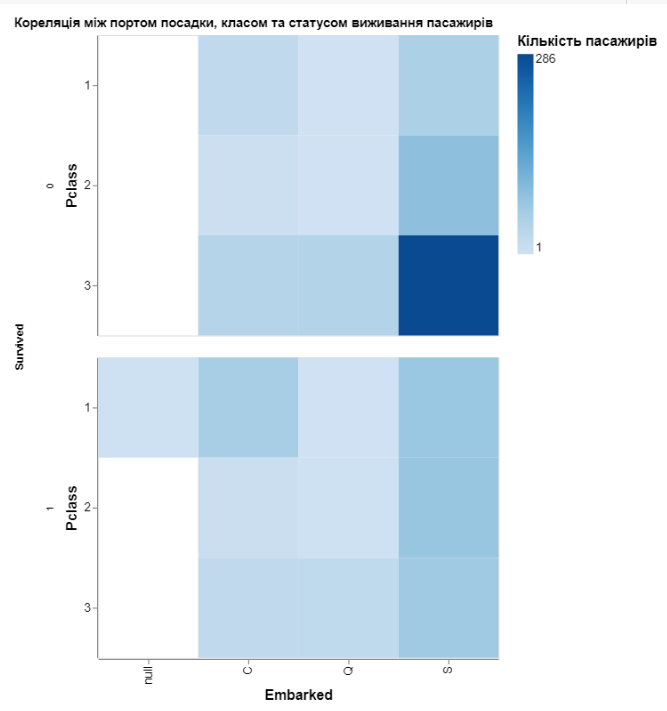 Кореляція між портом посадки, класом та статусом виживання пасажирів
Кількість пасажирів
286
1
Survived
0
Pclass
1
2
3
1
Pclass
1
2
3
null
C
Q
S
Embarked